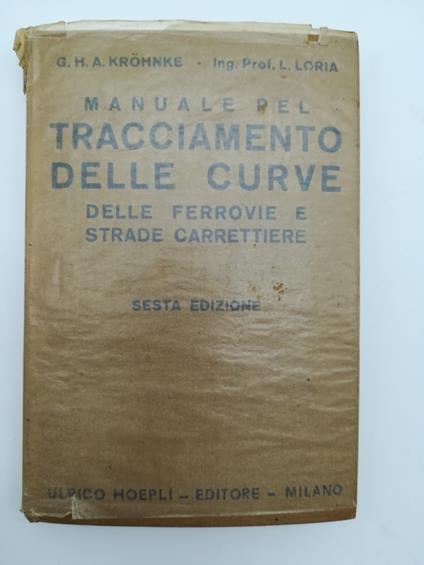 G. H. A. KRÖHNKE - Ing. Prof. L. LORIA
MANUALE PEL
TRACCIAMENTO
DELLE CURVE
DELLE FERROVIE E
STRADE CARRETTIERE
SESTA EDIZIONE
ULRICO HOEPLI - EDITORE - MILANO